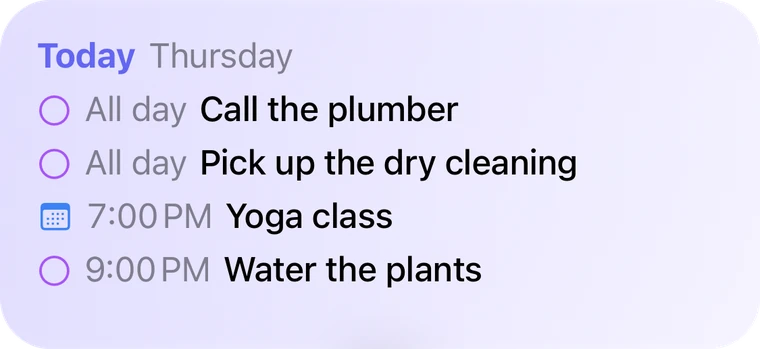 Today Thursday
All day Call the plumber
All day Pick up the dry cleaning
7:00 PM Yoga class
9:00 PM Water the plants